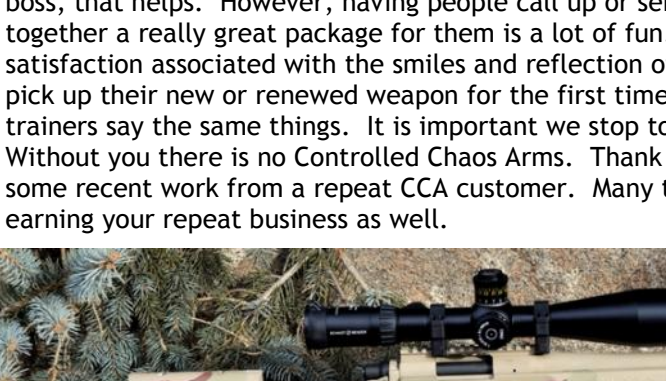 boss, that helps.  However, having people call up or se
together a really great package for them is a lot of fun
satisfaction associated with the smiles and reflection o
pick up their new or renewed weapon for the first time
trainers say the same things.  It is important we stop to
Without you there is no Controlled Chaos Arms.  Thank
some recent work from a repeat CCA customer.  Many t
earning your repeat business as well.